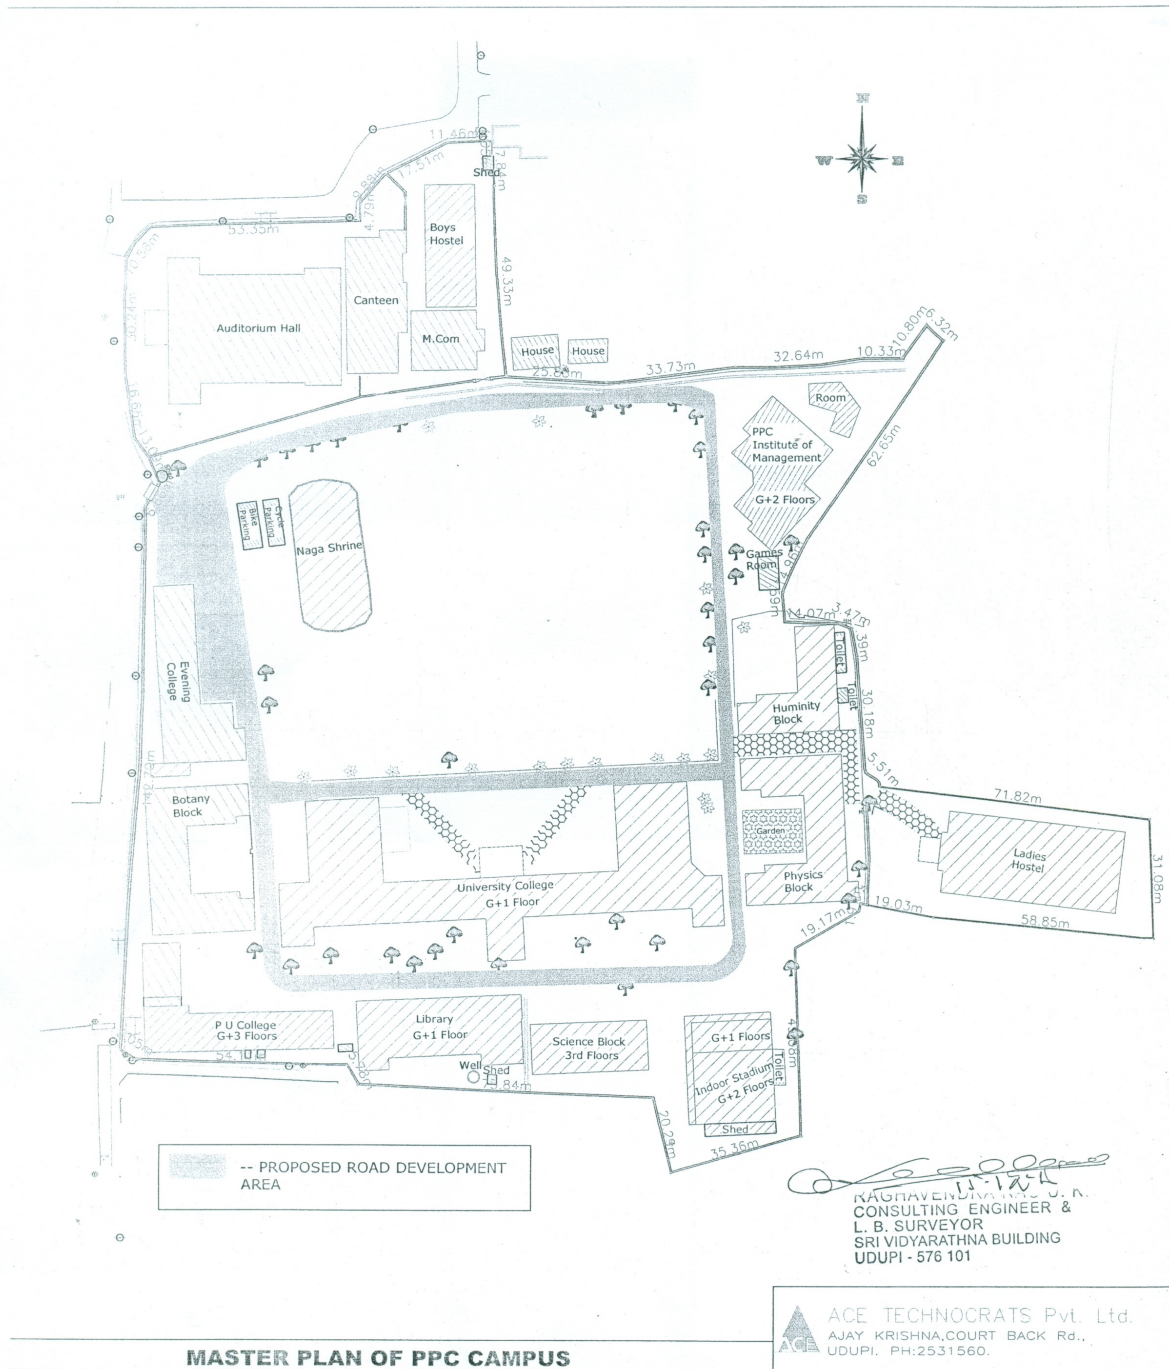 N
W
E
S
11.46m
17.51m
7.84m
Shed
9.88m
4.79m
53.35m
10.38m
Boys
Hostel
49.33m
Canteen
30.24m
Auditorium Hall
M.Com
House
House
25.83m
33.73m
32.64m
10.33m
10.80m
6.32m
Room
PPC
Institute of
Management
G+2 Floors
62.65m
Bike
Parking
Cycle
Parking
Naga Shrine
Games
Room
4.96m
14.07m
3.47m
Toilet
Toilet
30.18m
Evening
College
Huminity
Block
5.51m
71.82m
Botany
Block
Garden
Ladies
Hostel
31.08m
University College
G+1 Floor
Physics
Block
19.17m
19.03m
58.85m
P U College
G+3 Floors
Library
G+1 Floor
Science Block
3rd Floors
G+1 Floors
Indoor Stadium
G+2 Floors
Toilet
Well
Shed
Shed
20.29m
35.36m
-- PROPOSED ROAD DEVELOPMENT
AREA
CONSULTING ENGINEER &
L. B. SURVEYOR
SRI VIDYARATHNA BUILDING
UDUPI - 576 101
ACE
ACE TECHNOCRATS Pvt. Ltd.
AJAY KRISHNA,COURT BACK Rd.,
UDUPI. PH:2531560.
MASTER PLAN OF PPC CAMPUS